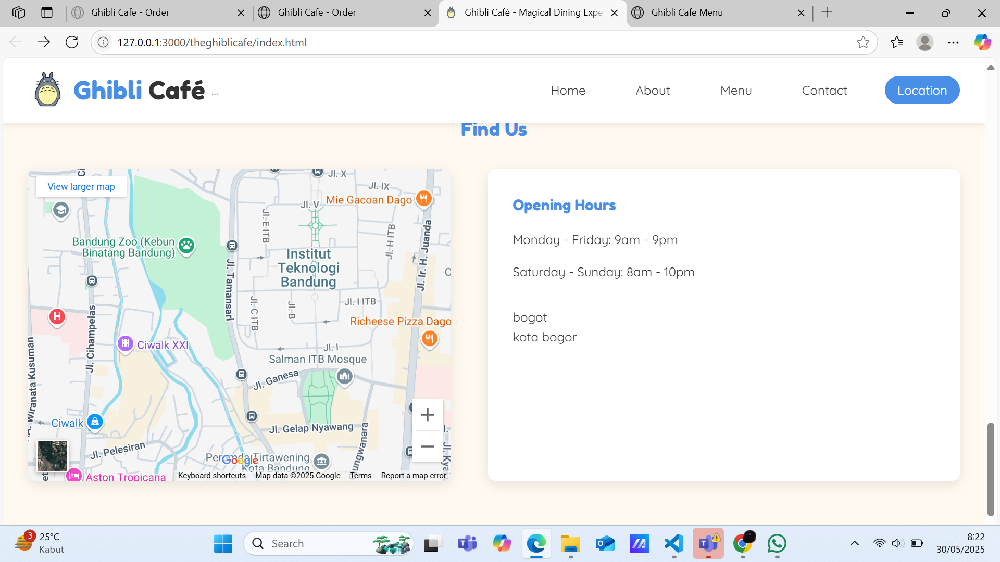 Ghibli Cafe - Order
Ghibli Cafe - Order
Ghibli Café - Magical Dining Expe
Ghibli Cafe Menu
127.0.0.1:3000/theghiblicafe/index.html
Ghibli Café ...
Home
About
Menu
Contact
Location
Find Us
View larger map
Jl. X
Jl. IX
Mie Gacoan Dago
Jl. V
Jl. E ITB
Jl. H ITB
Jl. Ir. H. Juanda
Bandung Zoo (Kebun
Binatang Bandung)
Institut
Teknologi
Bandung
Jl. Tamansari
Jl. C ITB
Jl. B
Jl. I ITB
Richeese Pizza Dago
H
Jl. Cihampelas
Ciwalk XXI
Jl. I
Salman ITB Mosque
Jl. Ganesa
Wiranata Kusuman
Ciwalk
Jl. Gelap Nyawang
Jl. Pelesiran
Tirtawening
Kota Bandung
Google
Aston Tropicana
Keyboard shortcuts
Map data ©2025 Google
Terms
Report a map error
Opening Hours
Monday - Friday: 9am - 9pm
Saturday - Sunday: 8am - 10pm
bogot
kota bogor
3
25°C
Kabut
Search
8:22
30/05/2025